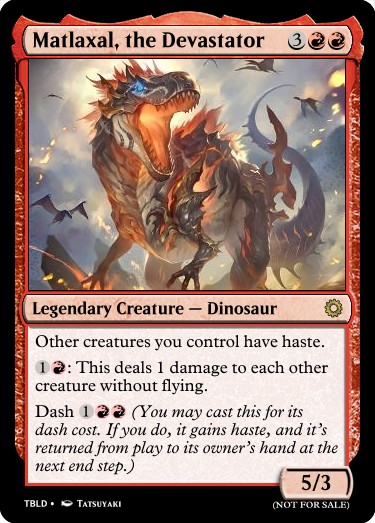 Matlaxal, the Devastator 3
Legendary Creature — Dinosaur
Other creatures you control have haste.
1 R: This deals 1 damage to each other
creature without flying.
Dash 1 (You may cast this for its
dash cost. If you do, it gains haste, and it's
returned from play to its owner's hand at the
next end step.)
5/3
TBLD • Tatsuyaki
(NOT FOR SALE)